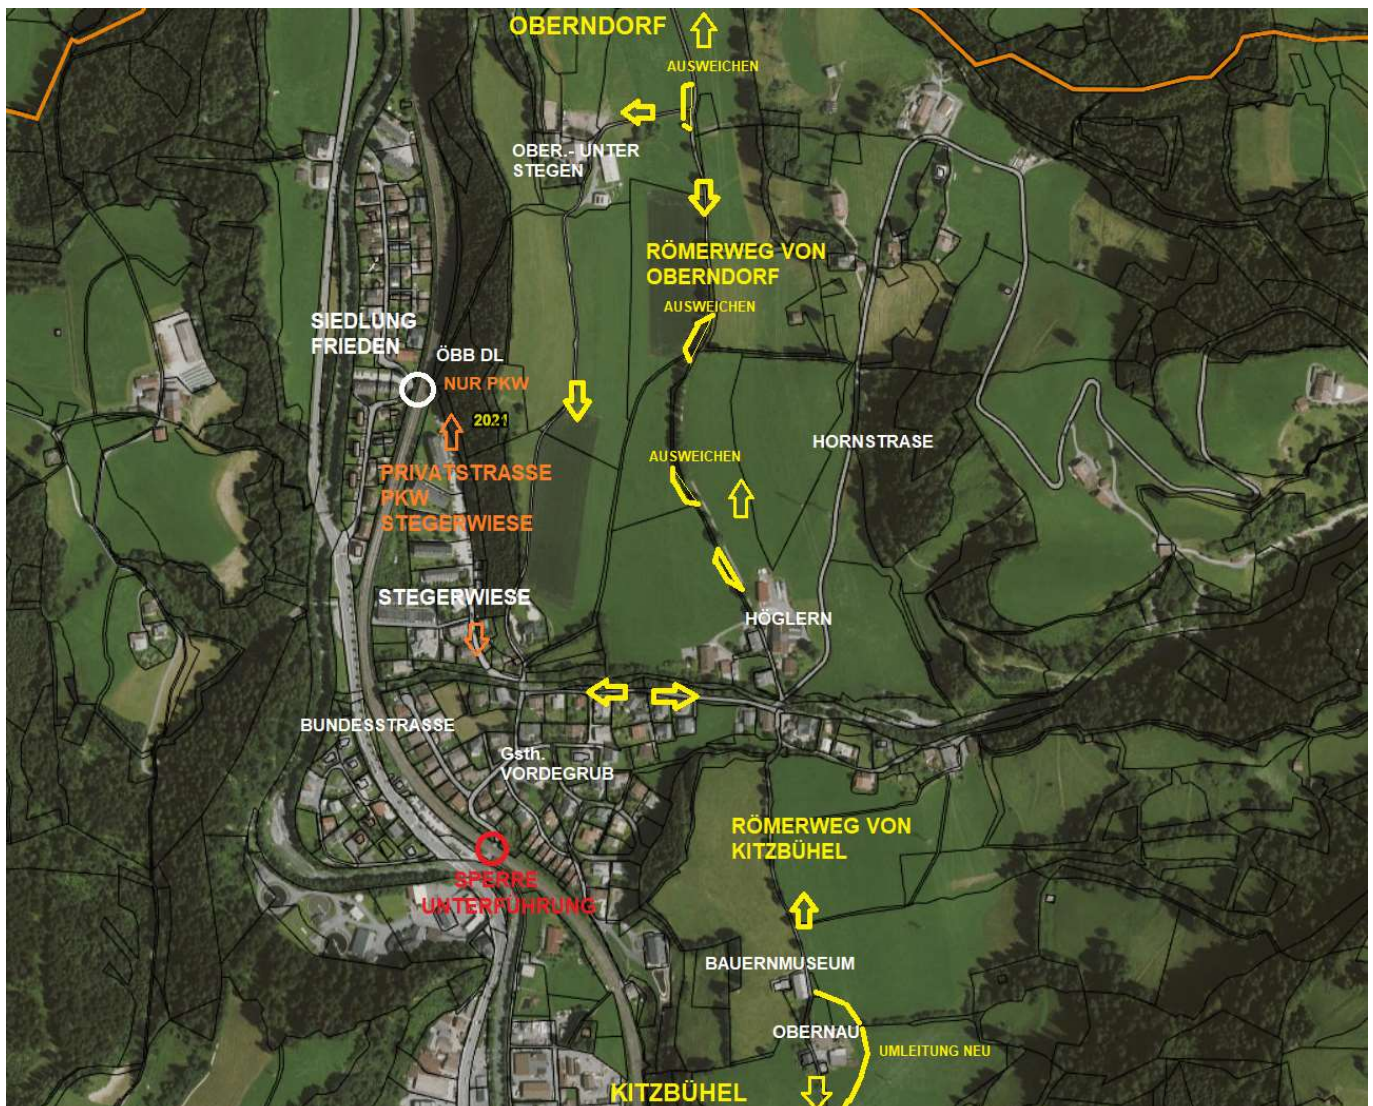 OBERNDORF
AUSWEICHEN
OBER.- UNTER
STEGEN
RÖMERWEG VON
OBERNDORF
AUSWEICHEN
SIEDLUNG
FRIEDEN
ÖBB DL
NUR PKW
2021
HORNSTRASE
AUSWEICHEN
PRIVATSTRASSE
PKW
STEGERWIESE
STEGERWIESE
HÖGLERN
BUNDESSTRASSE
Gsth.
VORDEGRUB
RÖMERWEG VON
KITZBÜHEL
SPERRE
UNTERFÜHRUNG
BAUERNMUSEUM
OBERNAU
UMLEITUNG NEU
KITZBÜHEL